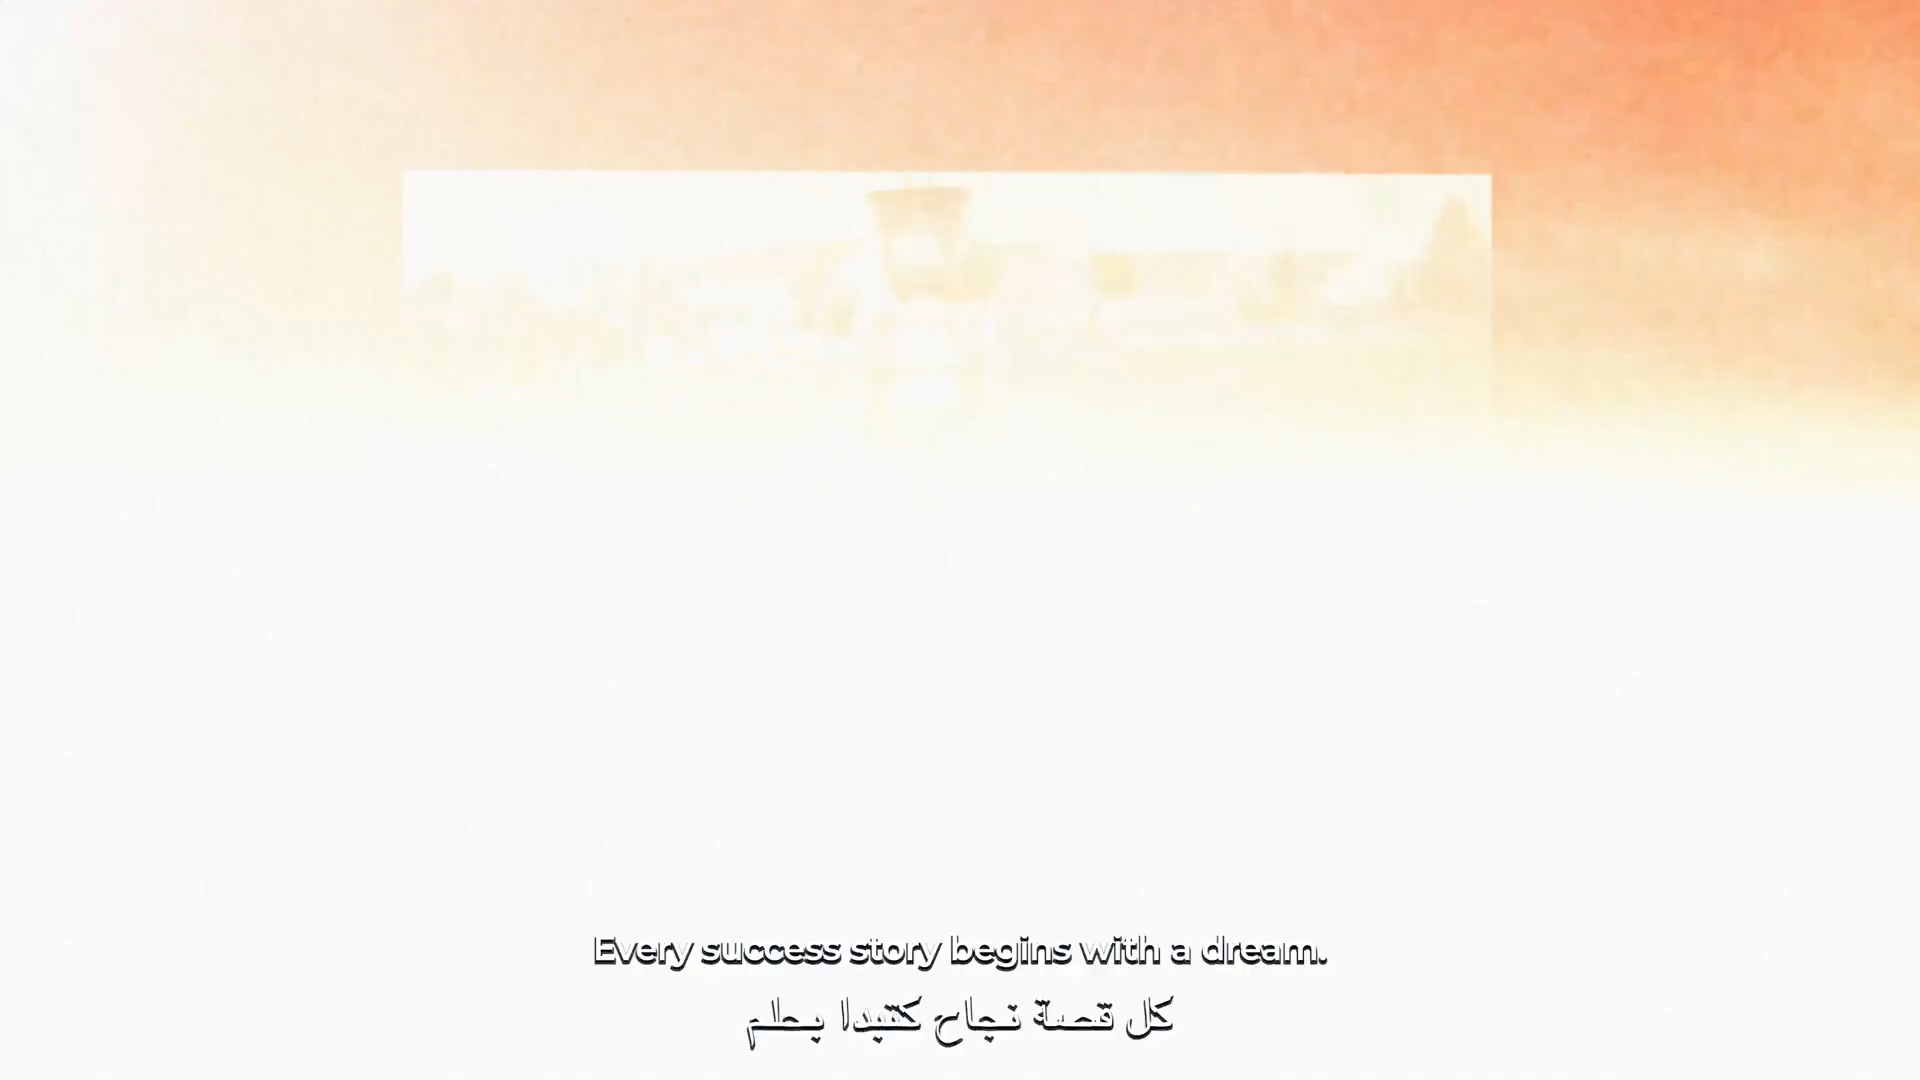 Every success story begins with a dream.
كل قصة نجاح كتبدا بحلم